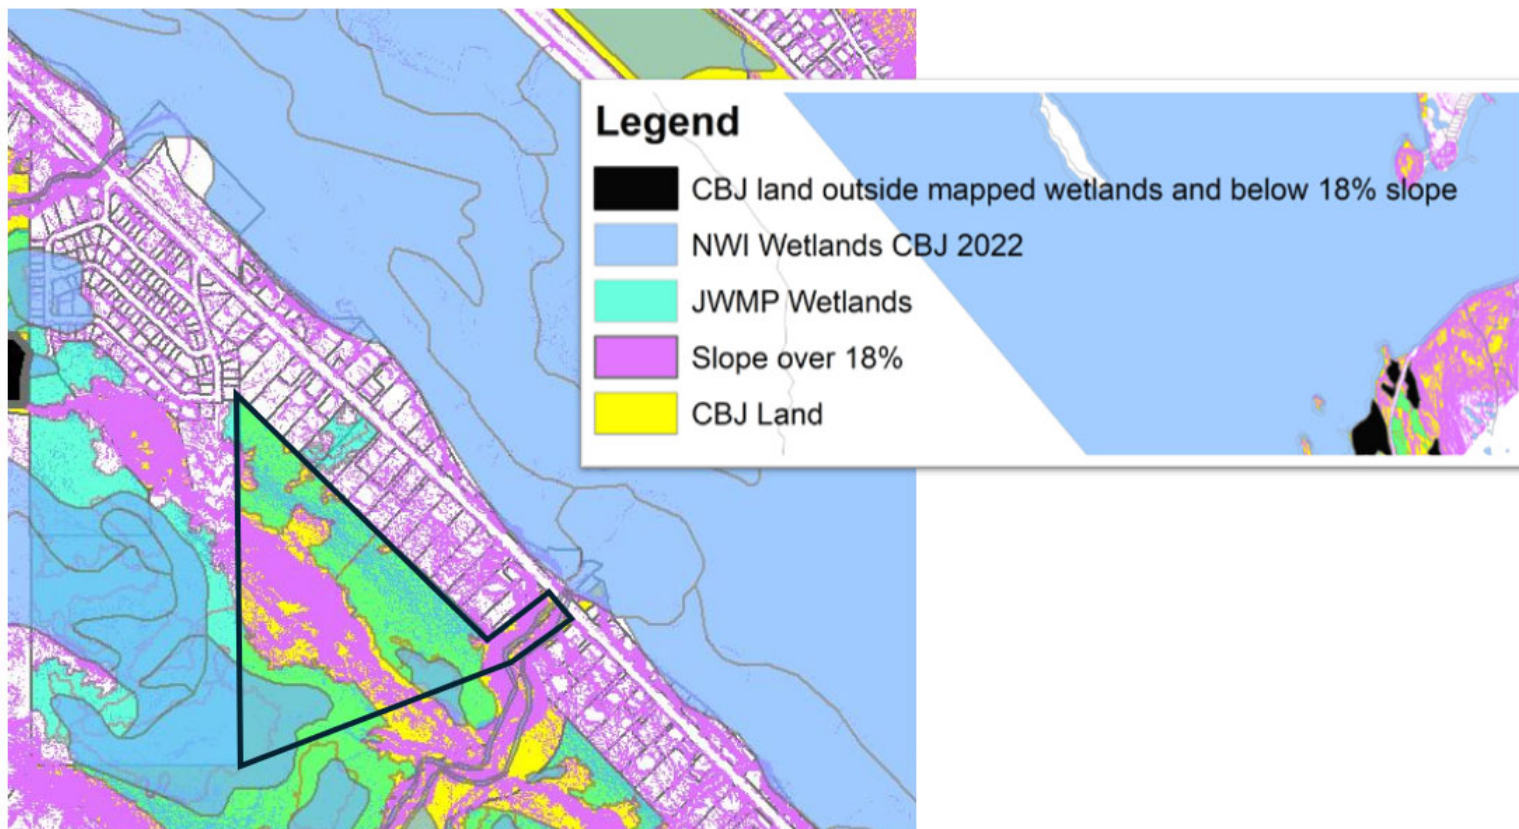 Legend
CBJ land outside mapped wetlands and below 18% slope
NWI Wetlands CBJ 2022
JWMP Wetlands
Slope over 18%
CBJ Land